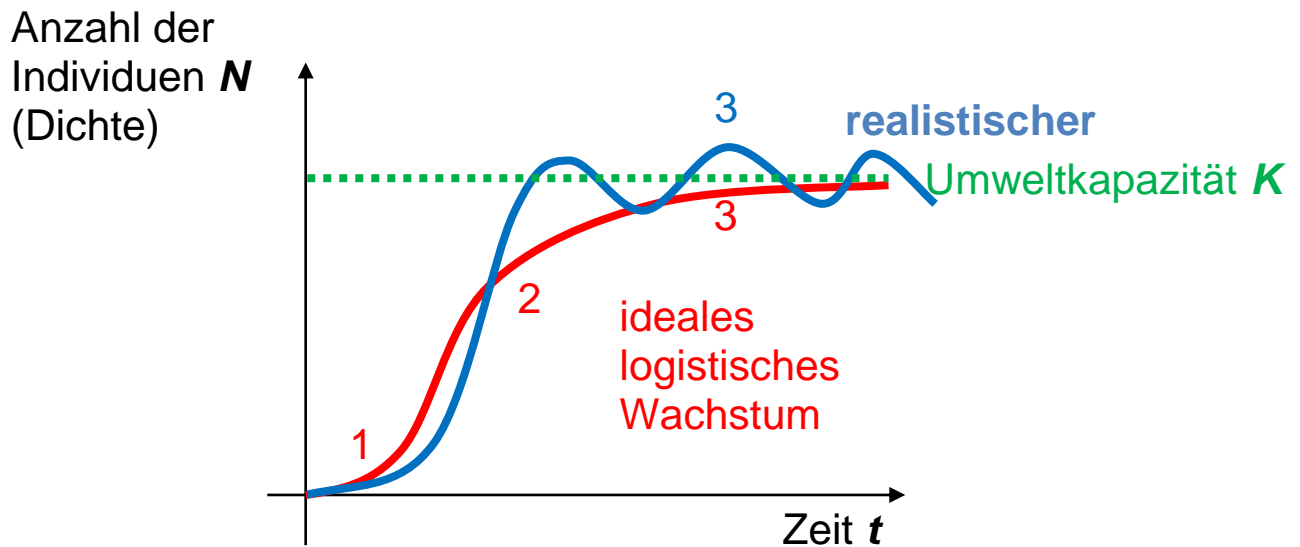 Anzahl der
Individuen N
(Dichte)
3
realistischer
Umweltkapazität K
3
2
ideales
logistisches
Wachstum
1
Zeit t